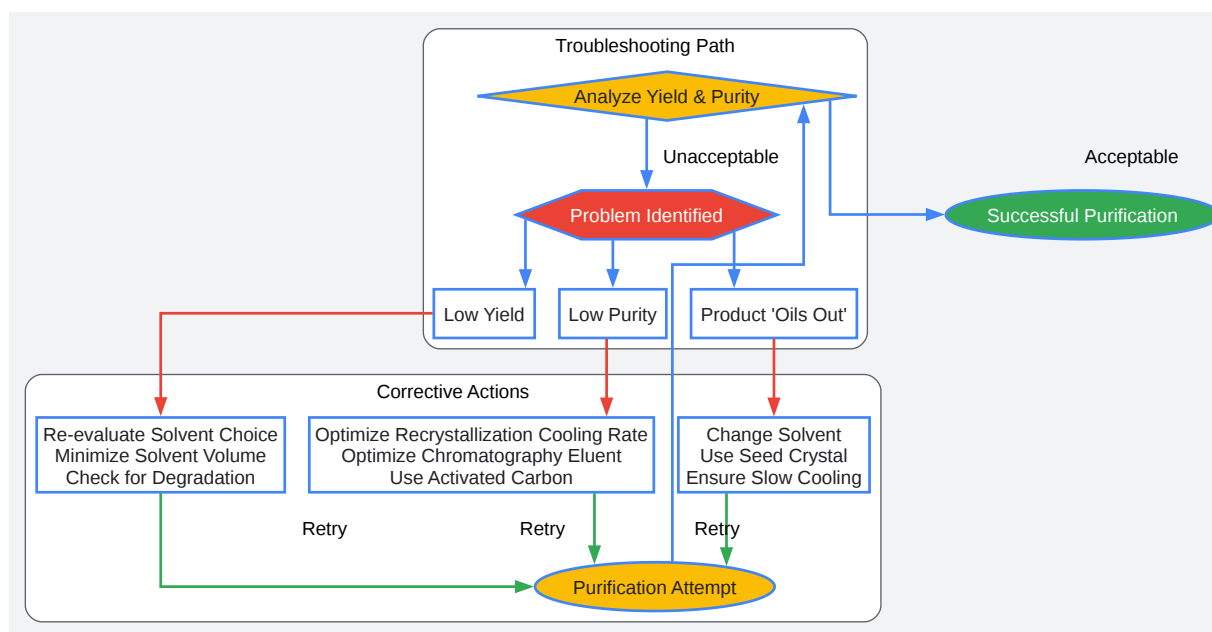 Troubleshooting Path
Analyze Yield & Purity
Unacceptable
Acceptable
Problem Identified
Successful Purification
Low Yield
Low Purity
Product 'Oils Out'
Corrective Actions
Re-evaluate Solvent Choice
Minimize Solvent Volume
Check for Degradation
Optimize Recrystallization Cooling Rate
Optimize Chromatography Eluent
Use Activated Carbon
Change Solvent
Use Seed Crystal
Ensure Slow Cooling
Retry
Retry
Retry
Purification Attempt